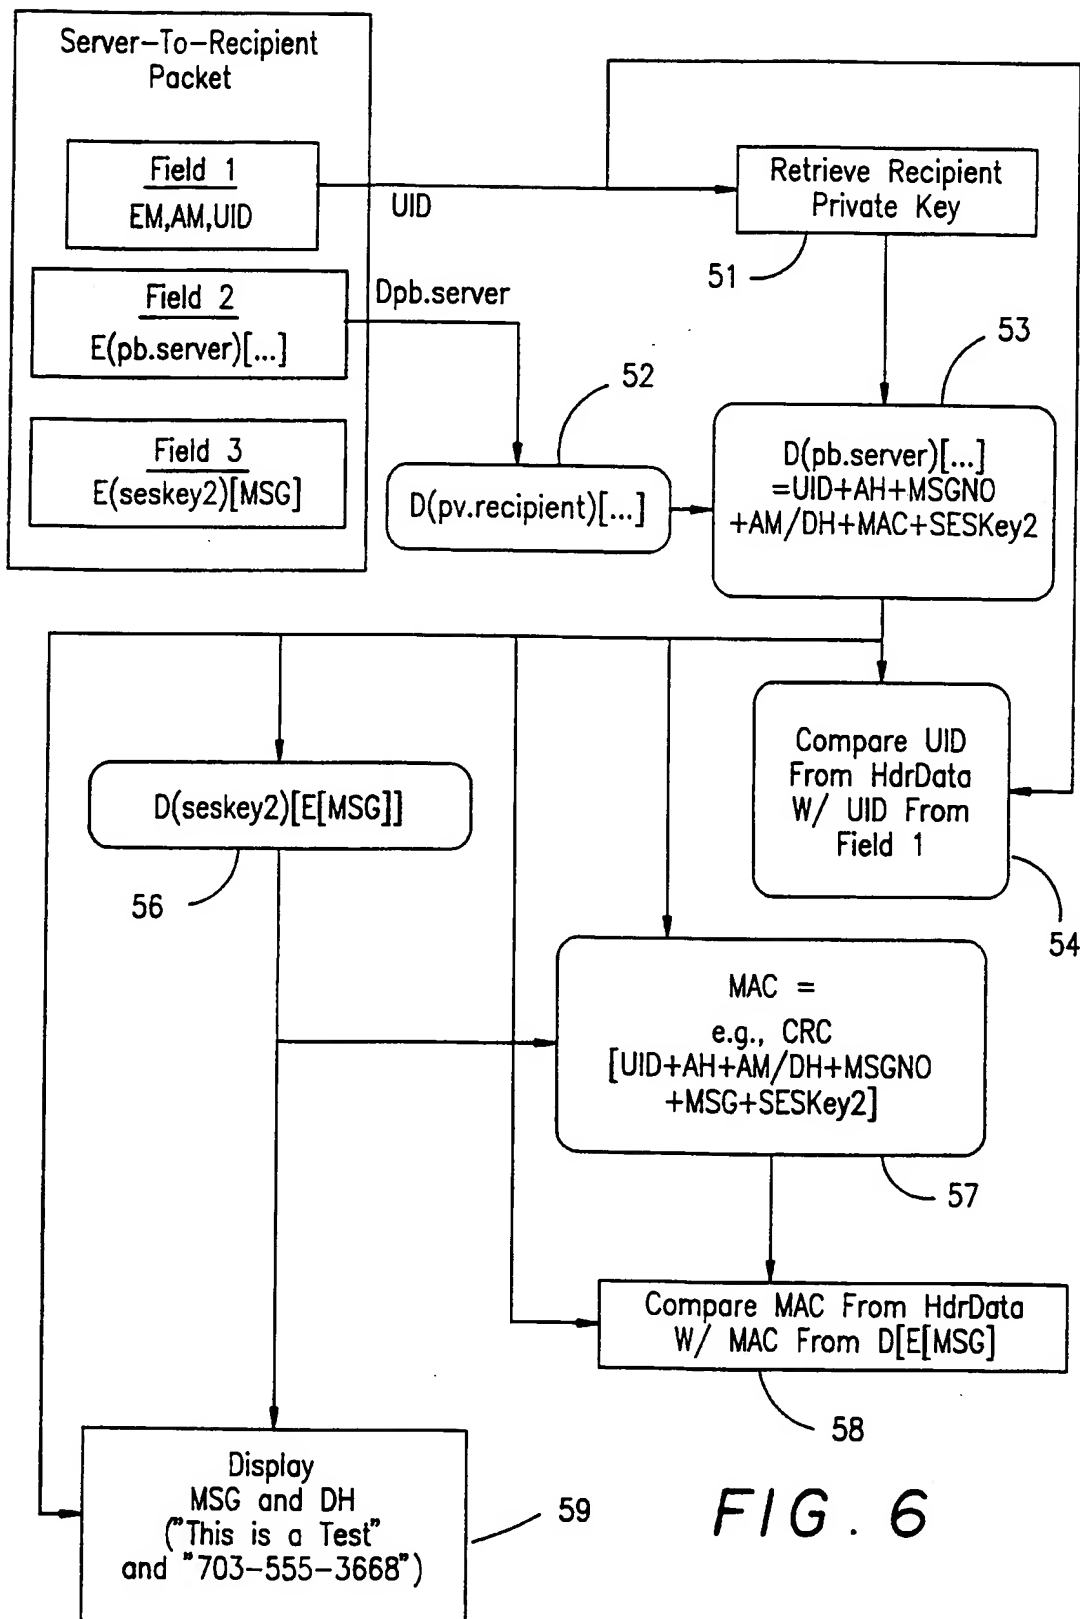 Server-To-Recipient
Packet
Field 1
EM,AM,UID
UID
Retrieve Recipient
Private Key
51
Field 2
E(pb.server)[...]
Dpb.server
52
53
Field 3
E(seskey2)[MSG]
D(pv.recipient)[...]
D(pb.server)[...]
=UID+AH+MSGNO
+AM/DH+MAC+SESKey2
Compare UID
From HdrData
W/ UID From
Field 1
54
D(seskey2)[E[MSG]]
56
MAC =
e.g., CRC
[UID+AH+AM/DH+MSGNO
+MSG+SESKey2]
57
Compare MAC From HdrData
W/ MAC From D[E[MSG]
58
Display
MSG and DH
("This is a Test"
and "703-555-3668")
59
FIG. 6